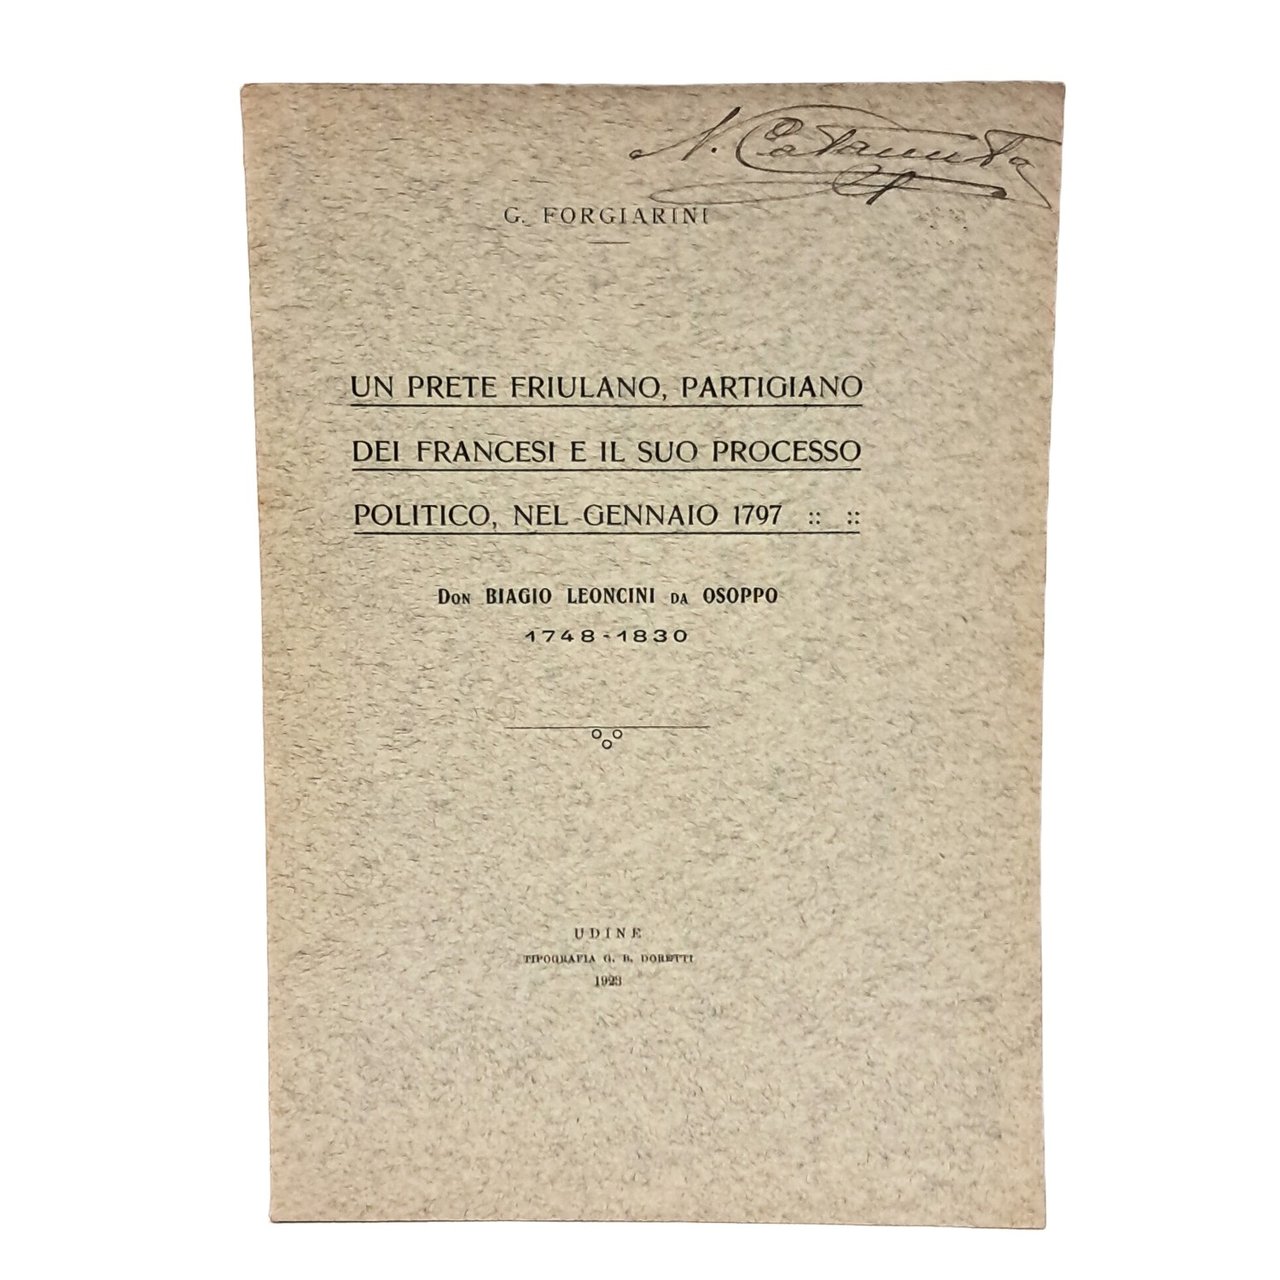 G. FORGIARINI
UN PRETE FRIULANO, PARTIGIANO
DEI FRANCESI E IL SUO PROCESSO
POLITICO, NEL GENNAIO 1797 :: ::
DON BIAGIO LEONCINI DA OSOPPO
1748-1830
UDINE
TIPOGRAFIA G. B. DORETTI
1923